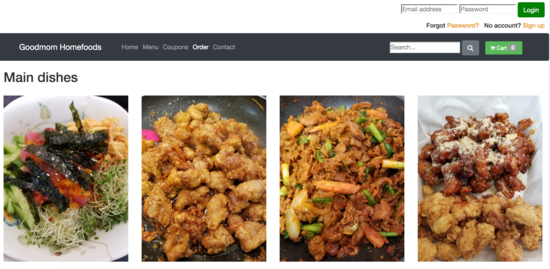 Email address Password Login
Forgot Password? No account? Sign up
Goodmom Homefoods Home Menu Coupons Order Contact Search... Cart 0
Main dishes